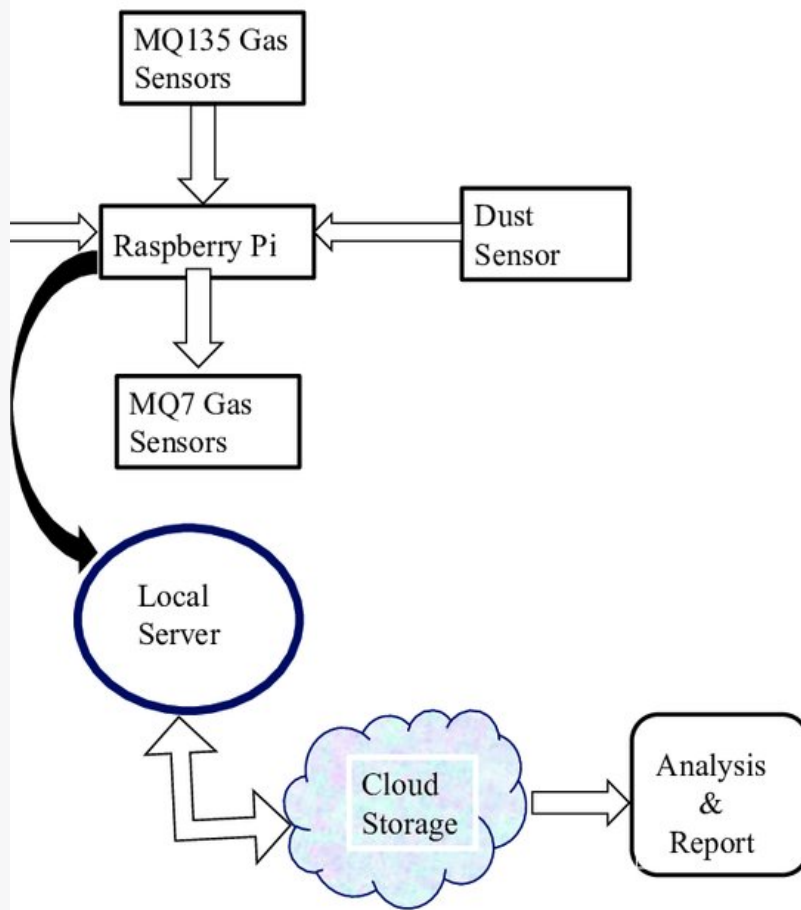 MQ135 Gas
Sensors
Raspberry Pi
Dust
Sensor
MQ7 Gas
Sensors
Local
Server
Cloud
Storage
Analysis
&
Report